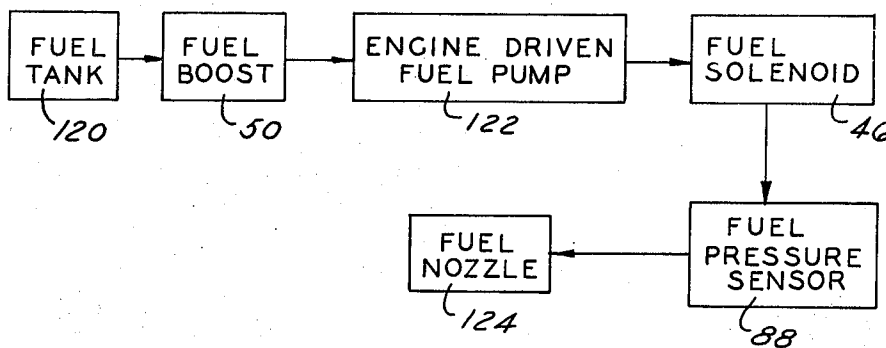 FUEL
TANK
120
FUEL
BOOST
50
ENGINE DRIVEN
FUEL PUMP
122
FUEL
SOLENOID
46
FUEL
NOZZLE
124
FUEL
PRESSURE
SENSOR
88